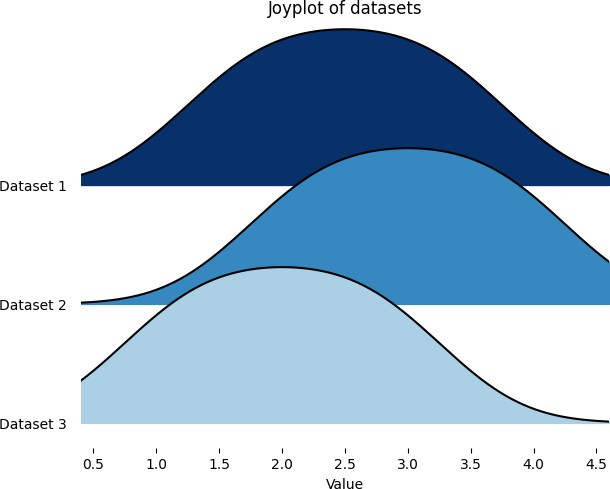 Joyplot of datasets
Dataset 1
Dataset 2
Dataset 3
0.5 1.0 1.5 2.0 2.5 3.0 3.5 4.0 4.5
Value